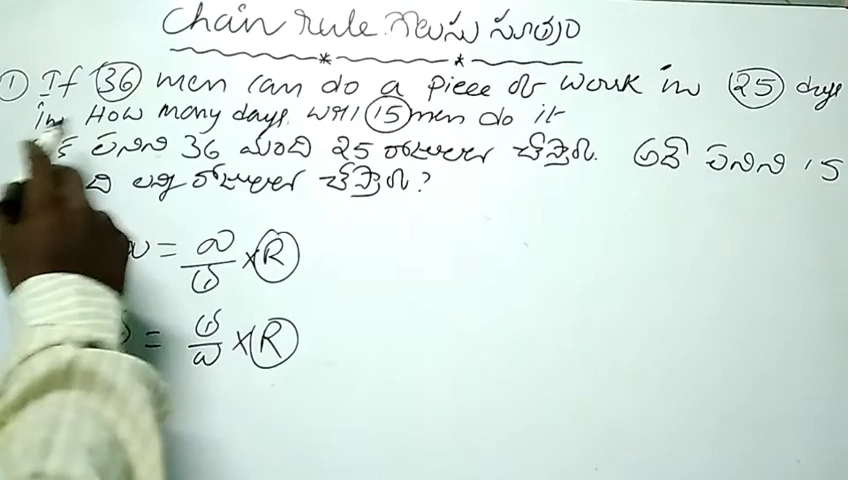 Chain rule గొలుసు సూత్రం
① If 36 men can do a piece of work in 25 days
in How many days will 15 men do it
పనిని 36 మంది 25 రోజులలో చేస్తారు. అదే పనిని 15
ది ఎన్ని రోజులలో చేస్తారు?
= × R
= × R